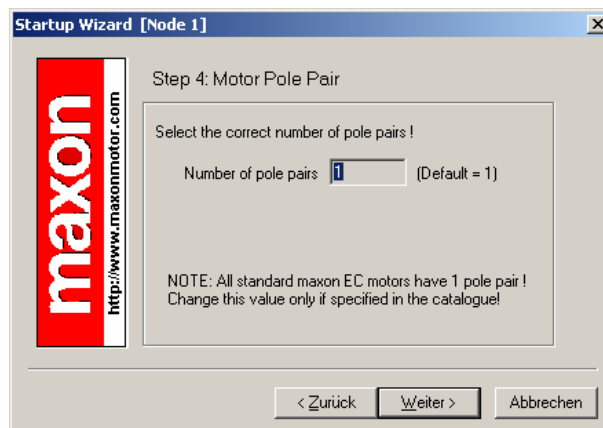 Startup Wizard [Node 1]
maxon
http://www.maxonmotor.com
Step 4: Motor Pole Pair
Select the correct number of pole pairs !
Number of pole pairs 1 (Default = 1)
NOTE: All standard maxon EC motors have 1 pole pair !
Change this value only if specified in the catalogue!
< Zurück Weiter > Abbrechen